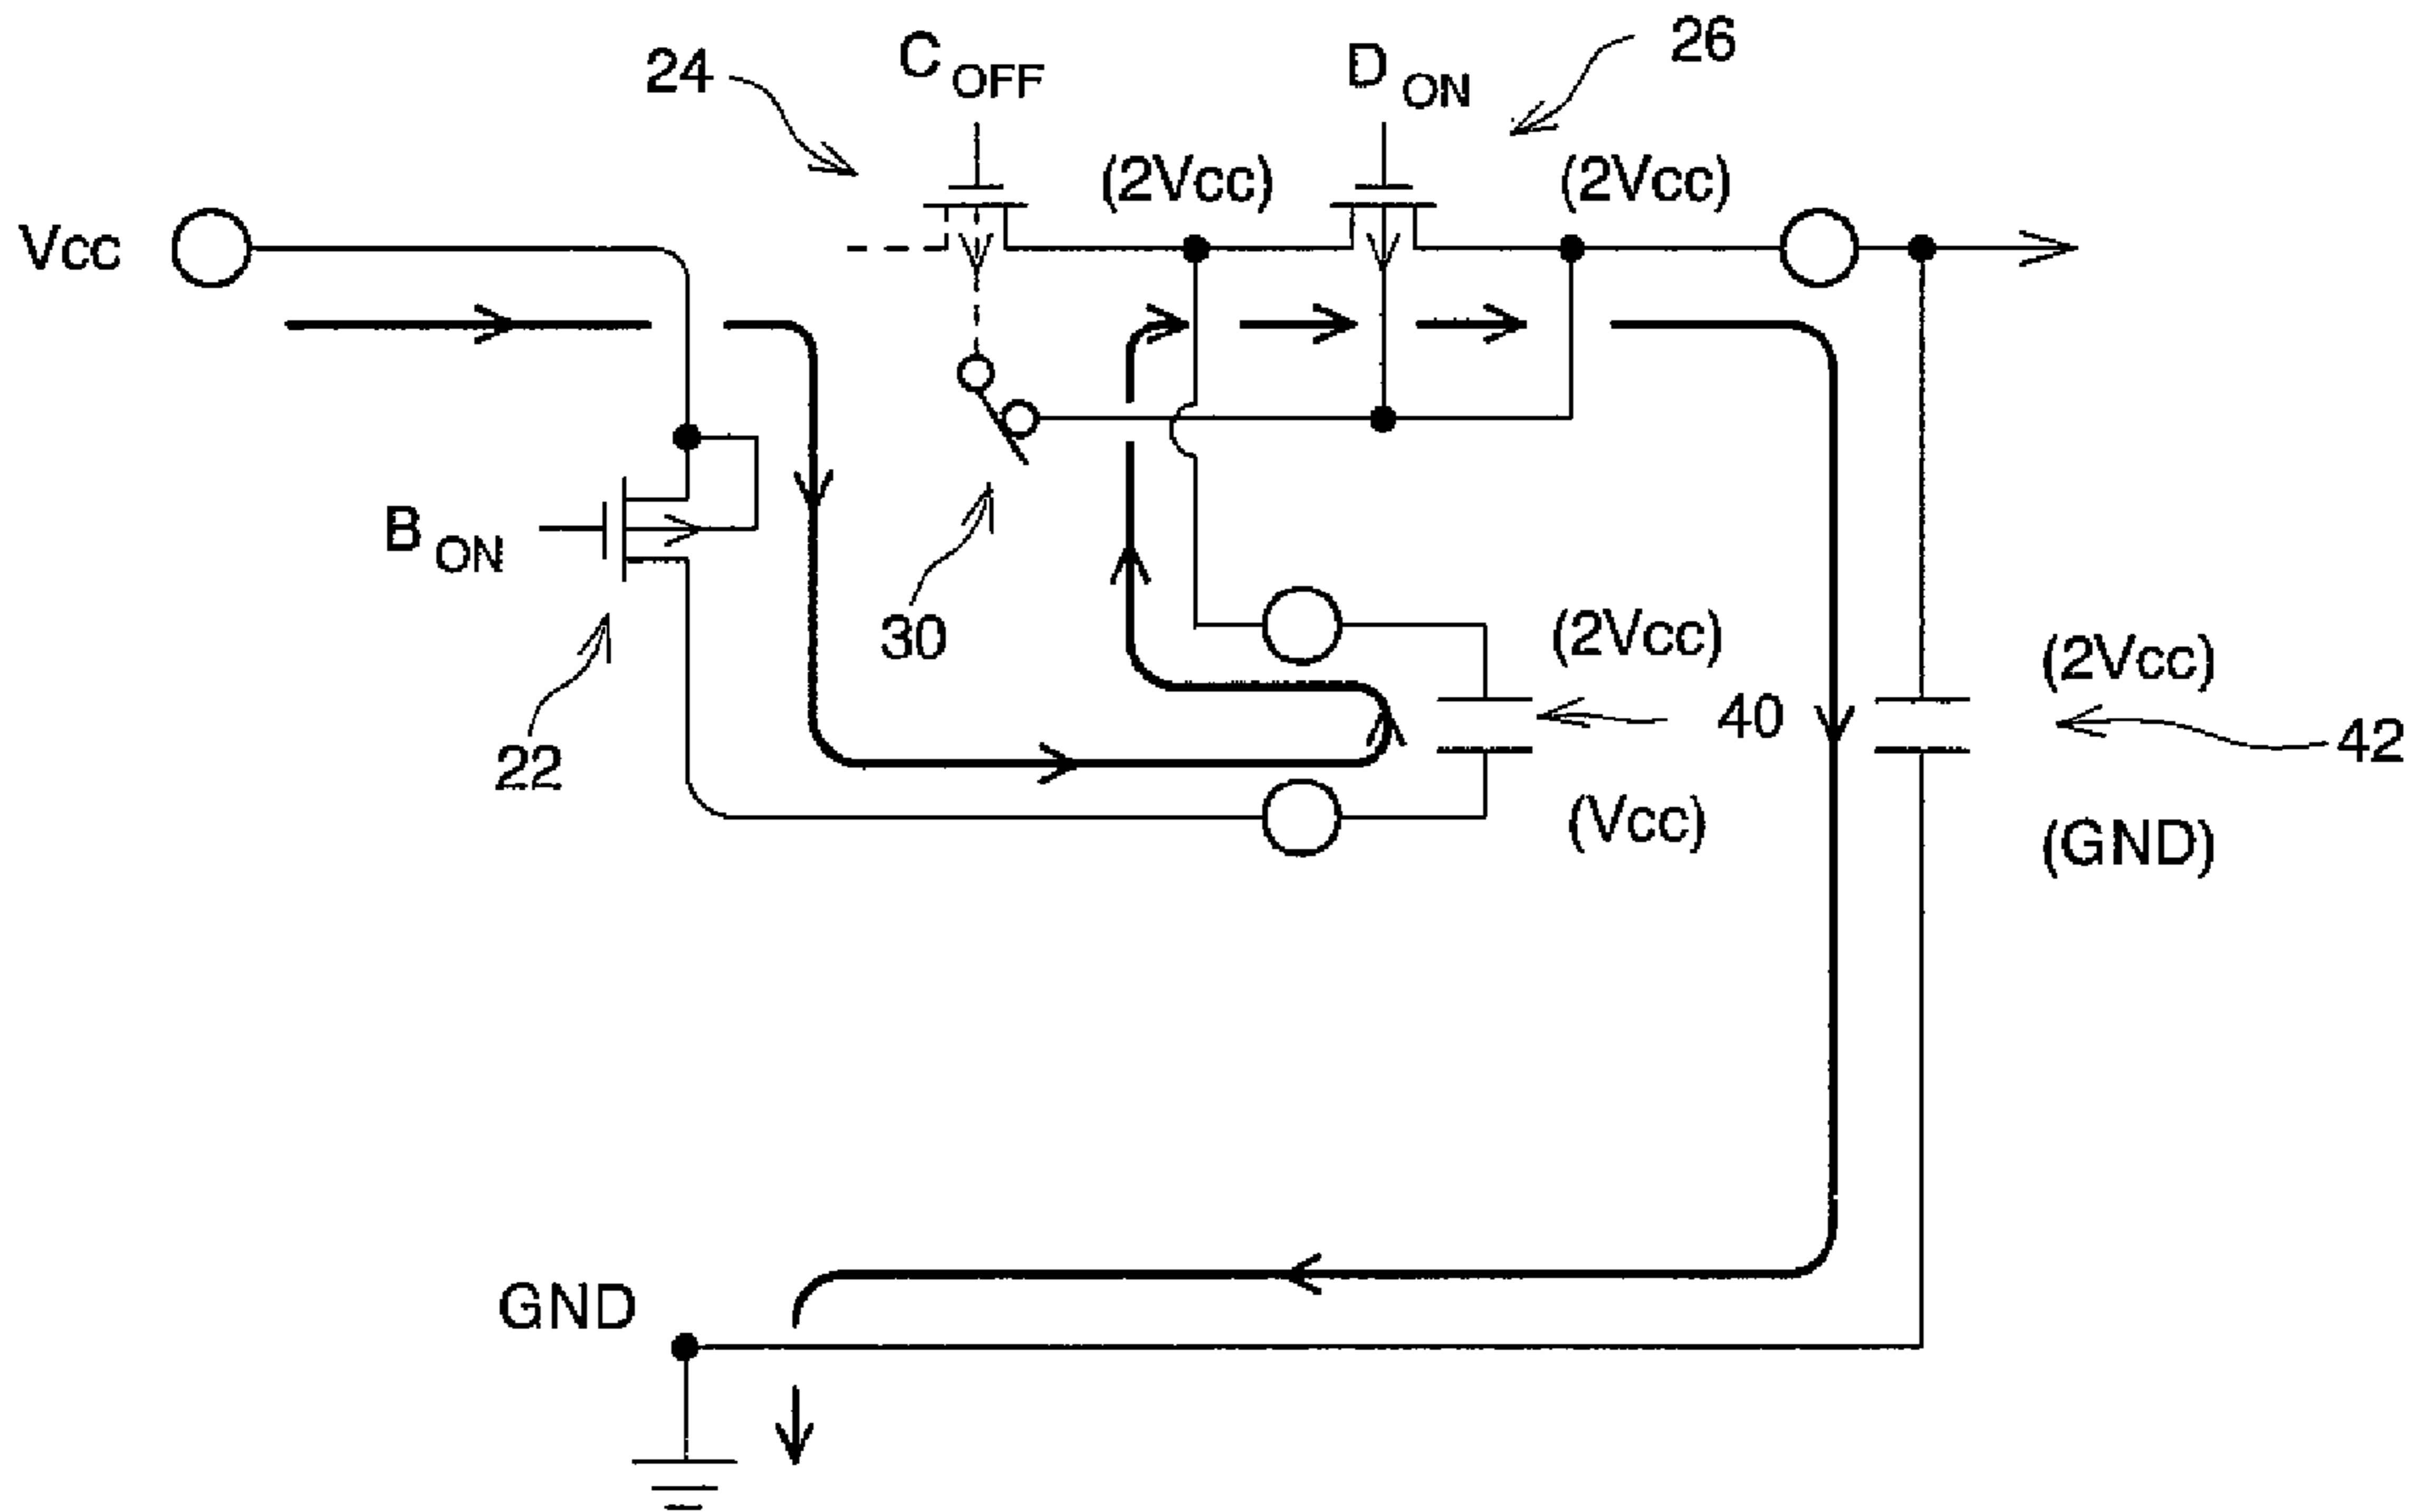 24
C OFF
D ON
26
(2Vcc)
(2Vcc)
Vcc
B ON
30
22
(2Vcc)
40
(Vcc)
(2Vcc)
42
(GND)
GND